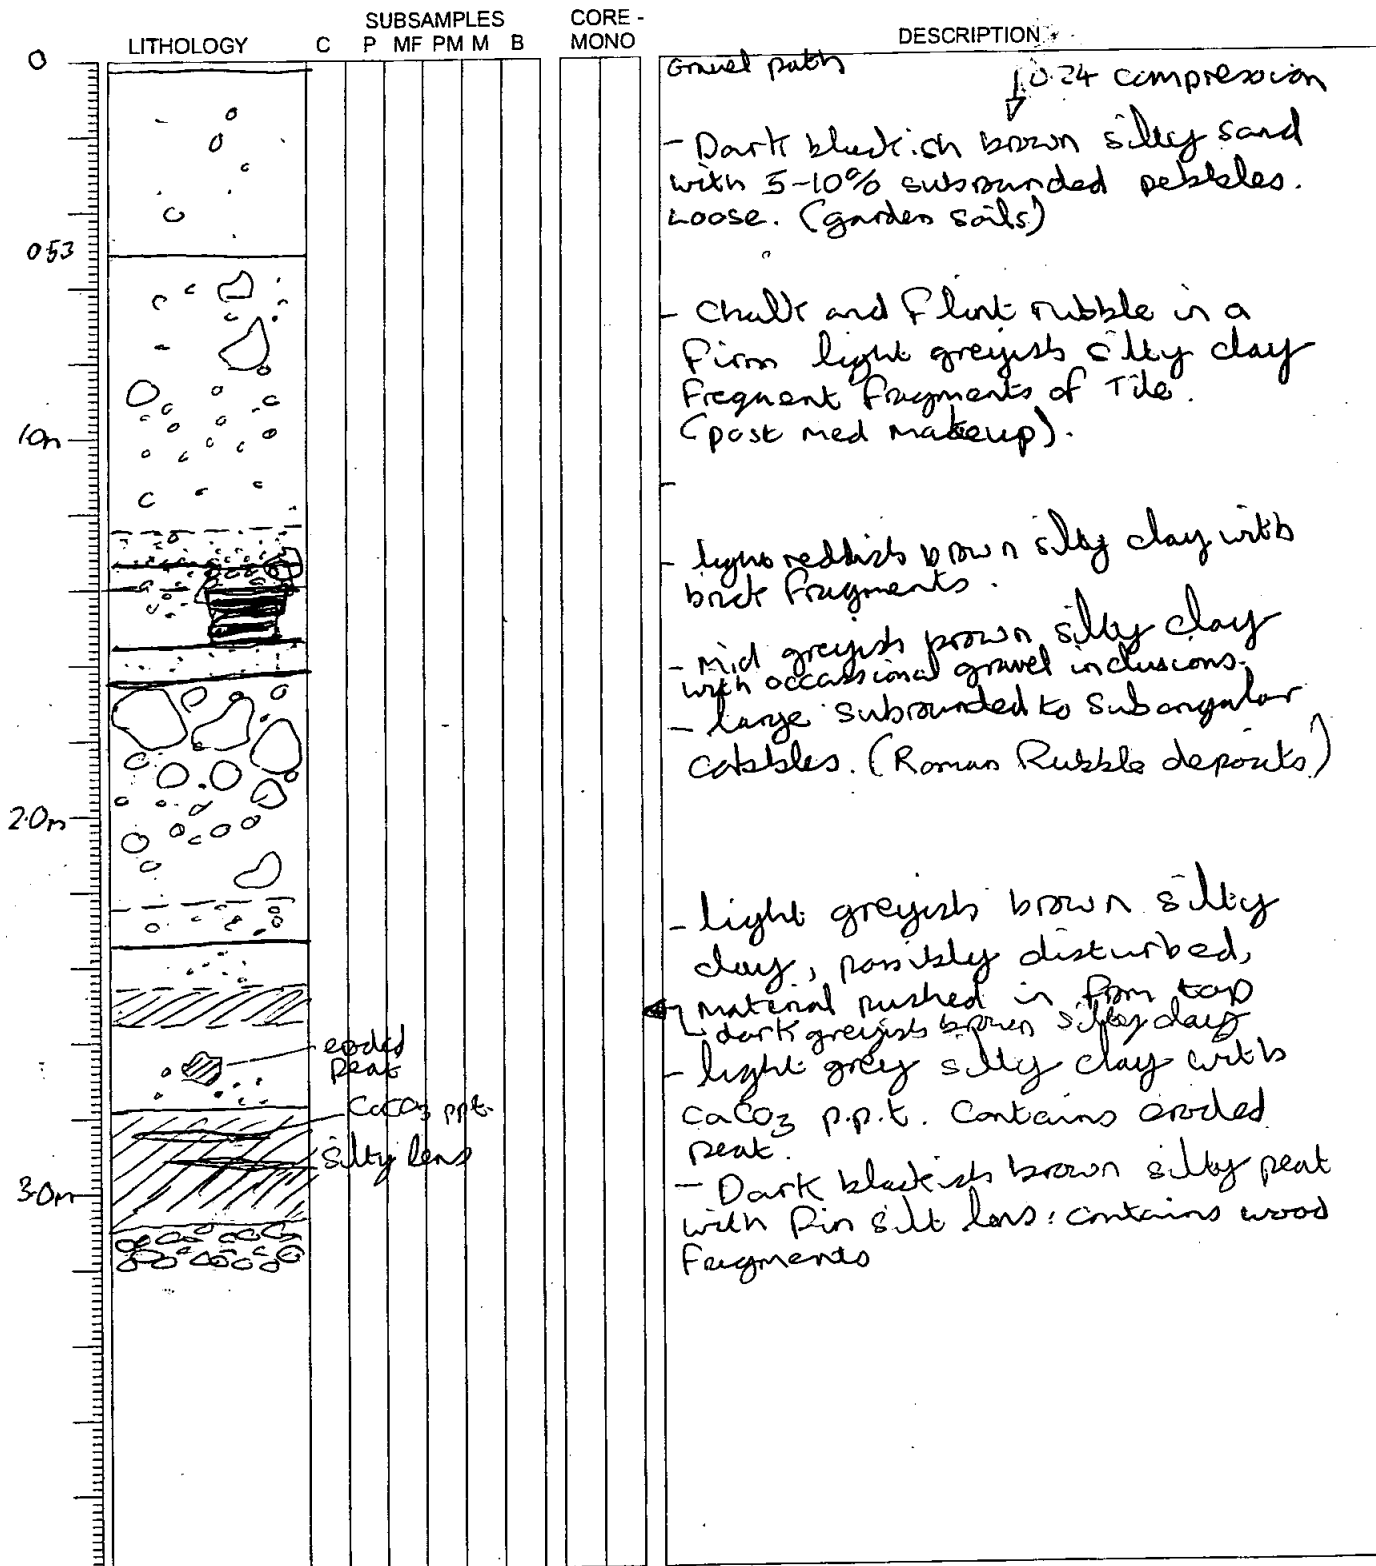 SUBSAMPLES CORE -
LITHOLOGY C P MF PM M B MONO DESCRIPTION
0
Gravel path
↓0.24 compression
- Dark blackish brown silty sand
with 5-10% subrounded pebbles.
Loose. (garden soils)
0.53
- Chalk and Flint rubble in a
Firm light greyish silty clay
Frequent fragments of Tile.
(post med makeup).
1.0m
- light reddish brown silty clay with
brick fragments.
- Mid greyish brown silty clay
with occassional gravel inclusions.
- large subrounded to subangular
cobbles. (Roman Rubble deposits)
2.0m
- light greyish brown silty
clay, possibly disturbed,
material pushed in from top
dark greyish brown silty clay
eroded
peat
- light grey silty clay with
CaCO3 p.p.t. Contains eroded
peat.
CaCO3 ppt.
silty lens
3.0m
- Dark blackish brown silty peat
with silt lens: contains wood
fragments